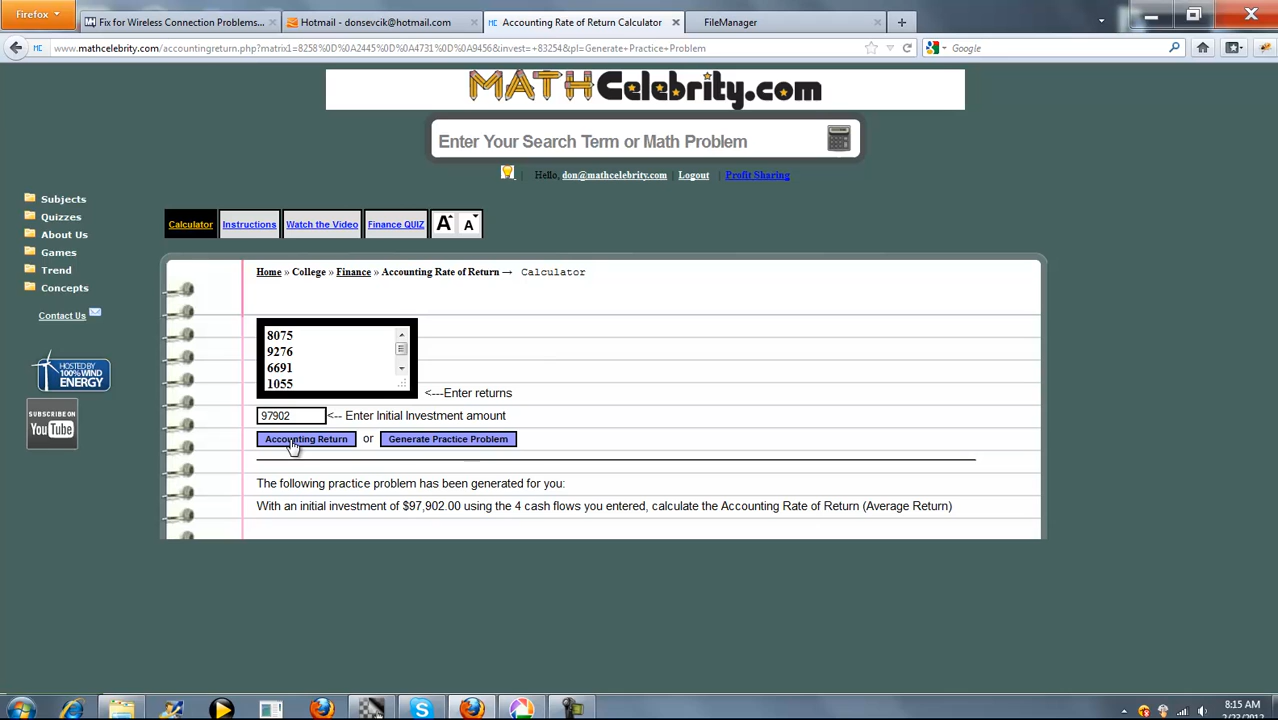 Firefox
Fix for Wireless Connection Problems...
Hotmail - donsevcik@hotmail.com
Accounting Rate of Return Calculator
FileManager
www.mathcelebrity.com/accountingreturn.php?matrix1=8258%0D%0A2445%0D%0A4731%0D%0A9456&invest=+83254&pl=Generate+Practice+Problem
Google
MATHCelebrity.com
Enter Your Search Term or Math Problem
| Hello, don@mathcelebrity.com | Logout | Profit Sharing
Subjects
Quizzes
About Us
Games
Trend
Concepts
Contact Us
HOSTED BY
100% WIND
ENERGY
SUBSCRIBE ON
YouTube
Calculator
Instructions
Watch the Video
Finance QUIZ
A A
Home » College » Finance » Accounting Rate of Return → Calculator
8075
9276
6691
1055
<---Enter returns
97902 <-- Enter Initial Investment amount
Accounting Return or Generate Practice Problem
The following practice problem has been generated for you:
With an initial investment of $97,902.00 using the 4 cash flows you entered, calculate the Accounting Rate of Return (Average Return)
8:15 AM